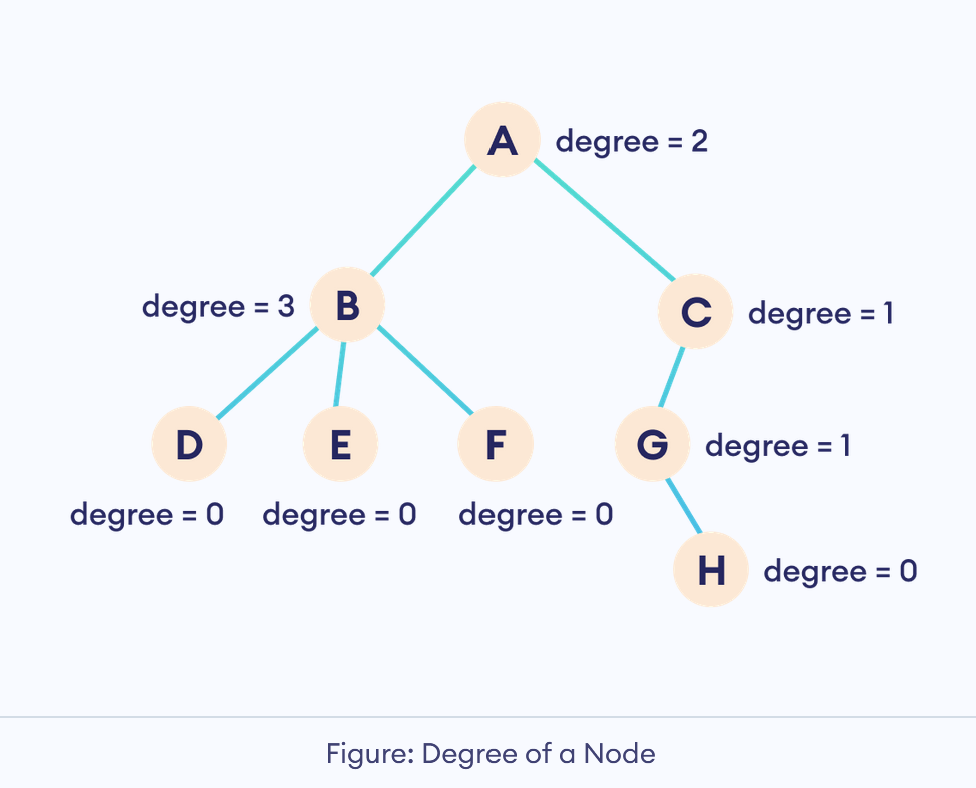 A degree = 2
degree = 3 B
C degree = 1
D E F G degree = 1
degree = 0 degree = 0 degree = 0
H degree = 0
Figure: Degree of a Node